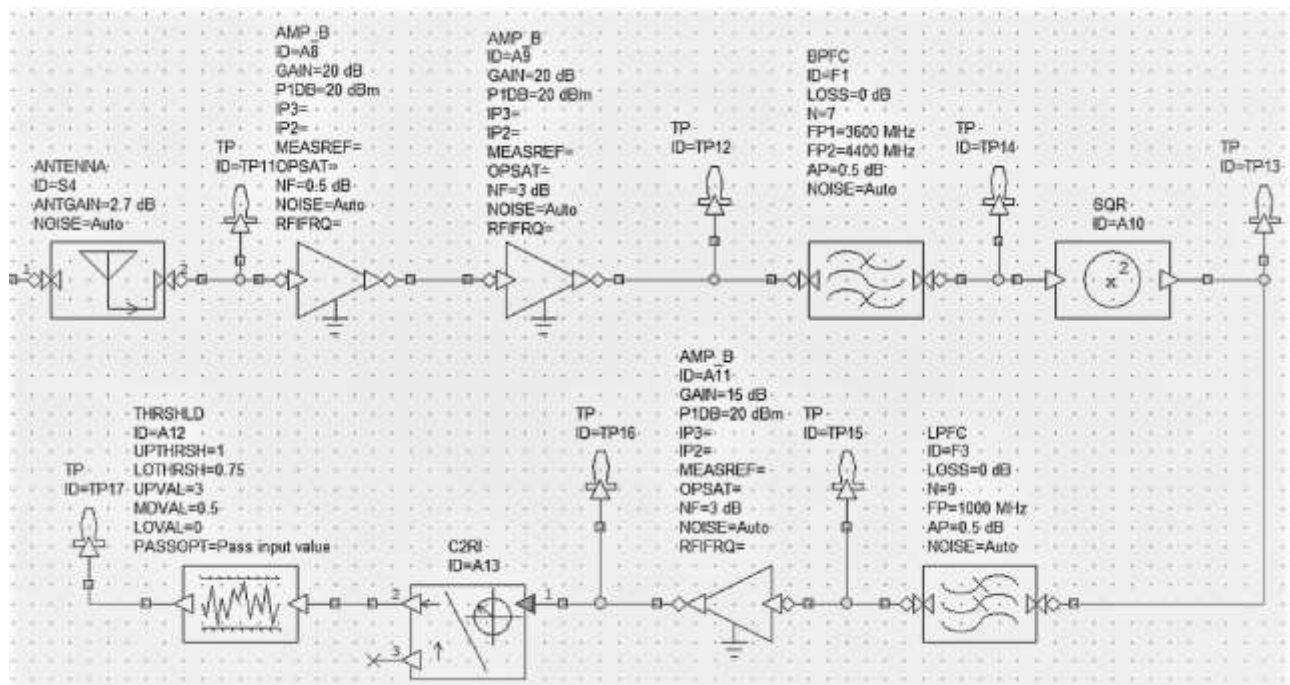 ANTENNA
ID=S4
ANTGAIN=2.7 dB
NOISE=Auto
1
2
TP
ID=TP11
AMP_B
ID=A8
GAIN=20 dB
P1DB=20 dBm
IP3=
IP2=
MEASREF=
OPSAT=
NF=0.5 dB
NOISE=Auto
RFIFRQ=
AMP_B
ID=A9
GAIN=20 dB
P1DB=20 dBm
IP3=
IP2=
MEASREF=
OPSAT=
NF=3 dB
NOISE=Auto
RFIFRQ=
TP
ID=TP12
BPFC
ID=F1
LOSS=0 dB
N=7
FP1=3600 MHz
FP2=4400 MHz
AP=0.5 dB
NOISE=Auto
TP
ID=TP14
SQR
ID=A10
x 2
TP
ID=TP13
TP
ID=TP17
THRSHLD
ID=A12
UPTHRSH=1
LOTHRSH=0.75
UPVAL=3
MDVAL=0.5
LOVAL=0
PASSOPT=Pass input value
C2RI
ID=A13
2
1
3
TP
ID=TP16
AMP_B
ID=A11
GAIN=15 dB
P1DB=20 dBm
IP3=
IP2=
MEASREF=
OPSAT=
NF=3 dB
NOISE=Auto
RFIFRQ=
TP
ID=TP15
LPFC
ID=F3
LOSS=0 dB
N=9
FP=1000 MHz
AP=0.5 dB
NOISE=Auto